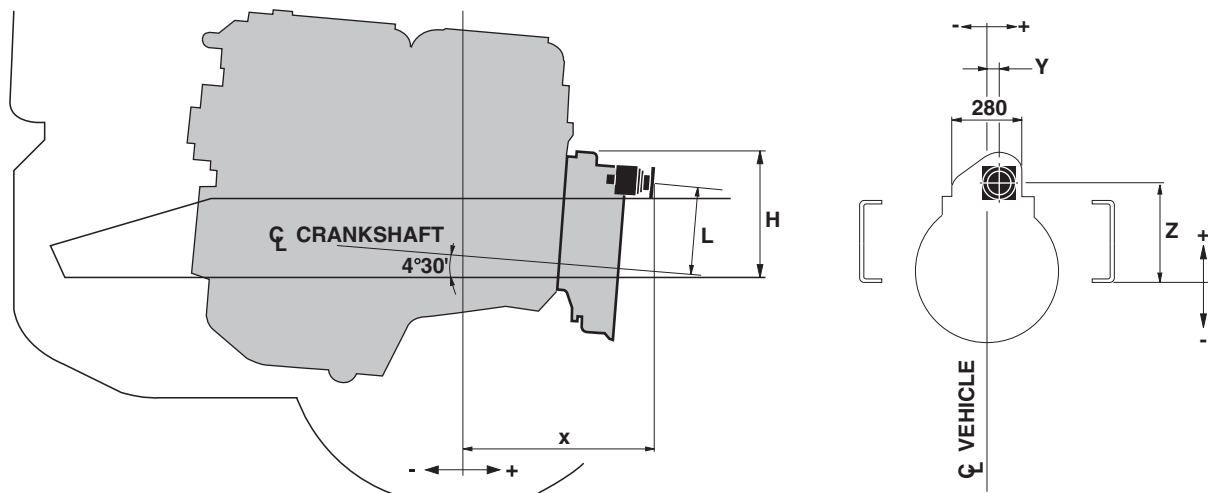 - +
Y
280
H
L
℄ CRANKSHAFT
4°30'
Z
+
-
x
- +
℄ VEHICLE